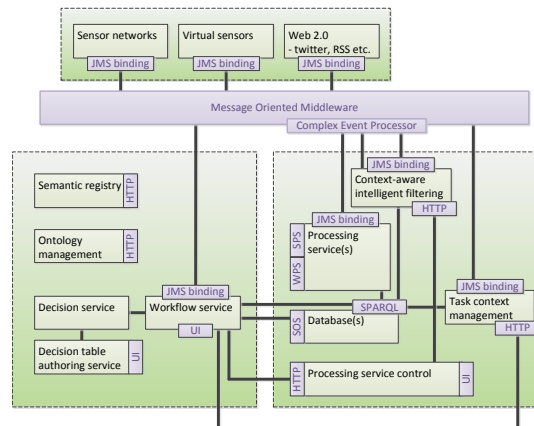 Sensor networks
JMS binding
Virtual sensors
JMS binding
Web 2.0
- twitter, RSS etc.
JMS binding
Message Oriented Middleware
Complex Event Processor
Semantic registry
HTTP
Ontology
management
HTTP
Decision service
Decision table
authoring service
UI
JMS binding
Workflow service
UI
JMS binding
Context-aware
intelligent filtering
HTTP
JMS binding
SPS
WPS
Processing
service(s)
SPARQL
SOS
Database(s)
JMS binding
Task context
management
HTTP
HTTP
Processing service control
UI